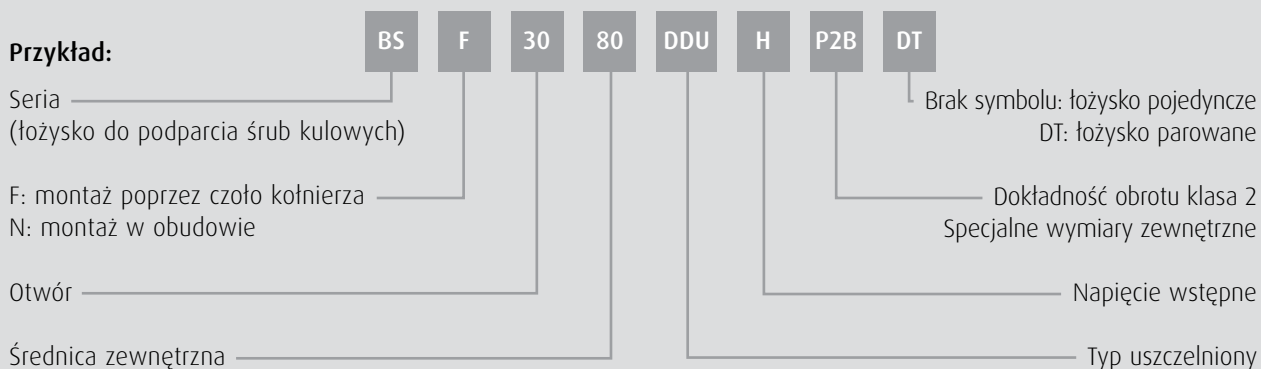 Przykład:
BS F 30 80 DDU H P2B DT
Seria
(łożysko do podparcia śrub kulowych)
F: montaż poprzez czoło kołnierza
N: montaż w obudowie
Otwór
Średnica zewnętrzna
Brak symbolu: łożysko pojedyncze
DT: łożysko parowane
Dokładność obrotu klasa 2
Specjalne wymiary zewnętrzne
Napięcie wstępne
Typ uszczelniony